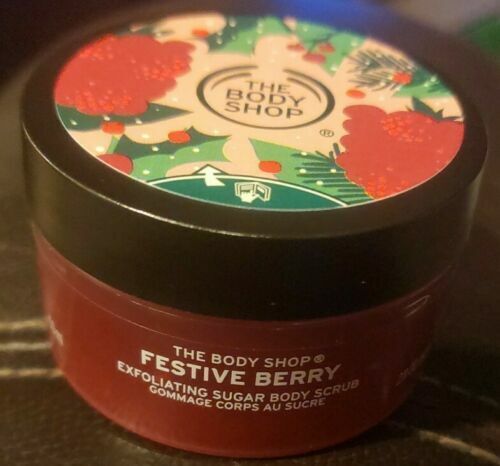 THE
BODY
SHOP
®
THE BODY SHOP®
FESTIVE BERRY
EXFOLIATING SUGAR BODY SCRUB
GOMMAGE CORPS AU SUCRE